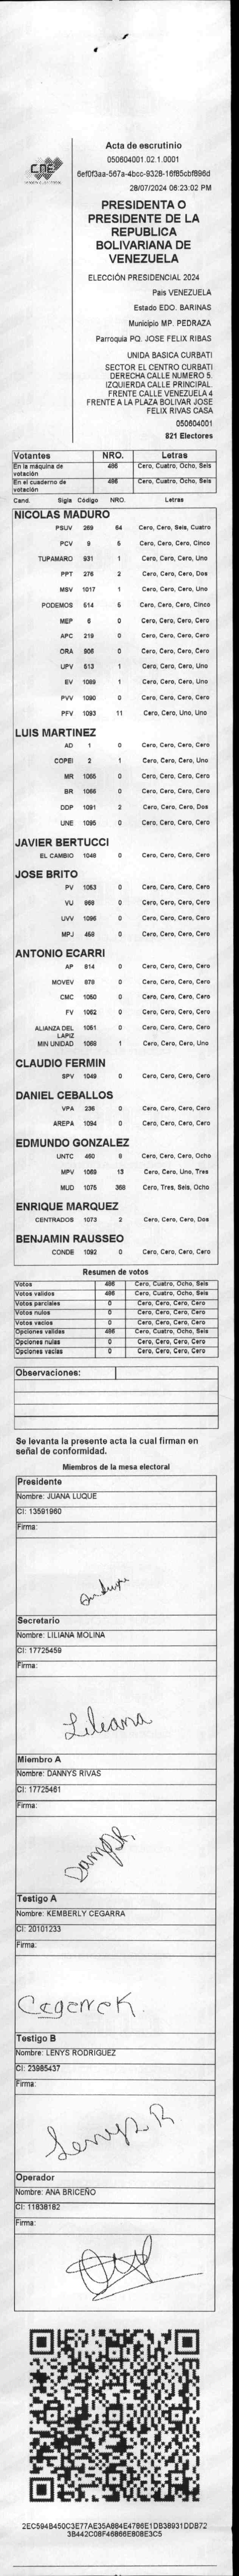 CNE
Acta de escrutinio
050604001.02.1.0001
6ef0f3aa-567a-4bcc-9328-16f85cbf896d
28/07/2024 06:23:02 PM
PRESIDENTA O
PRESIDENTE DE LA
REPUBLICA
BOLIVARIANA DE
VENEZUELA
ELECCIÓN PRESIDENCIAL 2024
Pais VENEZUELA
Estado EDO. BARINAS
Municipio MP. PEDRAZA
Parroquia PQ. JOSE FELIX RIBAS
UNIDA BASICA CURBATI
SECTOR EL CENTRO CURBATI
DERECHA CALLE NUMERO 5.
IZQUIERDA CALLE PRINCIPAL.
FRENTE CALLE VENEZUELA 4
FRENTE A LA PLAZA BOLIVAR JOSE
FELIX RIVAS CASA
050604001
821 Electores
Votantes NRO. Letras
En la máquina de votación 486 Cero, Cuatro, Ocho, Seis
En el cuaderno de votación 486 Cero, Cuatro, Ocho, Seis
Cand. Sigla Código NRO. Letras
NICOLAS MADURO
PSUV 269 64 Cero, Cero, Seis, Cuatro
PCV 9 5 Cero, Cero, Cero, Cinco
TUPAMARO 931 1 Cero, Cero, Cero, Uno
PPT 276 2 Cero, Cero, Cero, Dos
MSV 1017 1 Cero, Cero, Cero, Uno
PODEMOS 514 5 Cero, Cero, Cero, Cinco
MEP 6 0 Cero, Cero, Cero, Cero
APC 219 0 Cero, Cero, Cero, Cero
ORA 906 0 Cero, Cero, Cero, Cero
UPV 513 1 Cero, Cero, Cero, Uno
EV 1089 1 Cero, Cero, Cero, Uno
PVV 1090 0 Cero, Cero, Cero, Cero
PFV 1093 11 Cero, Cero, Uno, Uno
LUIS MARTINEZ
AD 1 0 Cero, Cero, Cero, Cero
COPEI 2 1 Cero, Cero, Cero, Uno
MR 1065 0 Cero, Cero, Cero, Cero
BR 1066 0 Cero, Cero, Cero, Cero
DDP 1091 2 Cero, Cero, Cero, Dos
UNE 1095 0 Cero, Cero, Cero, Cero
JAVIER BERTUCCI
EL CAMBIO 1048 0 Cero, Cero, Cero, Cero
JOSE BRITO
PV 1053 0 Cero, Cero, Cero, Cero
VU 868 0 Cero, Cero, Cero, Cero
UVV 1096 0 Cero, Cero, Cero, Cero
MPJ 459 0 Cero, Cero, Cero, Cero
ANTONIO ECARRI
AP 814 0 Cero, Cero, Cero, Cero
MOVEV 878 0 Cero, Cero, Cero, Cero
CMC 1050 0 Cero, Cero, Cero, Cero
FV 1062 0 Cero, Cero, Cero, Cero
ALIANZA DEL LAPIZ 1051 0 Cero, Cero, Cero, Cero
MIN UNIDAD 1068 1 Cero, Cero, Cero, Uno
CLAUDIO FERMIN
SPV 1049 0 Cero, Cero, Cero, Cero
DANIEL CEBALLOS
VPA 236 0 Cero, Cero, Cero, Cero
AREPA 1094 0 Cero, Cero, Cero, Cero
EDMUNDO GONZALEZ
UNTC 460 8 Cero, Cero, Cero, Ocho
MPV 1069 13 Cero, Cero, Uno, Tres
MUD 1075 368 Cero, Tres, Seis, Ocho
ENRIQUE MARQUEZ
CENTRADOS 1073 2 Cero, Cero, Cero, Dos
BENJAMIN RAUSSEO
CONDE 1092 0 Cero, Cero, Cero, Cero
Resumen de votos
Votos 486 Cero, Cuatro, Ocho, Seis
Votos validos 486 Cero, Cuatro, Ocho, Seis
Votos parciales 0 Cero, Cero, Cero, Cero
Votos nulos 0 Cero, Cero, Cero, Cero
Votos vacios 0 Cero, Cero, Cero, Cero
Opciones validas 486 Cero, Cuatro, Ocho, Seis
Opciones nulas 0 Cero, Cero, Cero, Cero
Opciones vacias 0 Cero, Cero, Cero, Cero
Observaciones:
Se levanta la presente acta la cual firman en
señal de conformidad.
Miembros de la mesa electoral
Presidente
Nombre: JUANA LUQUE
CI: 13591960
Firma:
Secretario
Nombre: LILIANA MOLINA
CI: 17725459
Firma:
Lileana
Miembro A
Nombre: DANNYS RIVAS
CI: 17725461
Firma:
Testigo A
Nombre: KEMBERLY CEGARRA
CI: 20101233
Firma:
Cegarra K.
Testigo B
Nombre: LENYS RODRIGUEZ
CI: 23985437
Firma:
Lenys R
Operador
Nombre: ANA BRICEÑO
CI: 11838182
Firma:
2EC594B450C3E77AE35A884E4786E1DB38931DDB72
3B442C08F46866E808E3C5